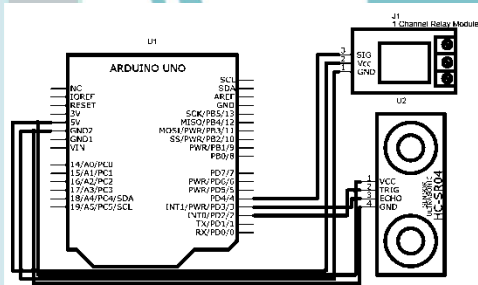 J1
1 Channel Relay Module
3 SIG
2 Vcc
1 GND
U1
ARDUINO UNO
NC
IOREF
RESET
3V
5V
GND2
GND1
VIN
14/A0/PC0
15/A1/PC1
16/A2/PC2
17/A3/PC3
18/A4/PC4/SDA
19/A5/PC5/SCL
SCL
SDA
AREF
GND
SCK/PB5/13
MISO/PB4/12
MOSI/PWR/PB3/11
SS/PWR/PB2/10
PWR/PB1/9
PB0/8
PD7/7
PWR/PD6/6
PWR/PD5/5
PD4/4
INT1/PWR/PD3/3
INT0/PD2/2
TX/PD1/1
RX/PD0/0
U2
1 VCC
2 TRIG
3 ECHO
4 GND
SENSOR
ULTRASONIC
HC-SR04